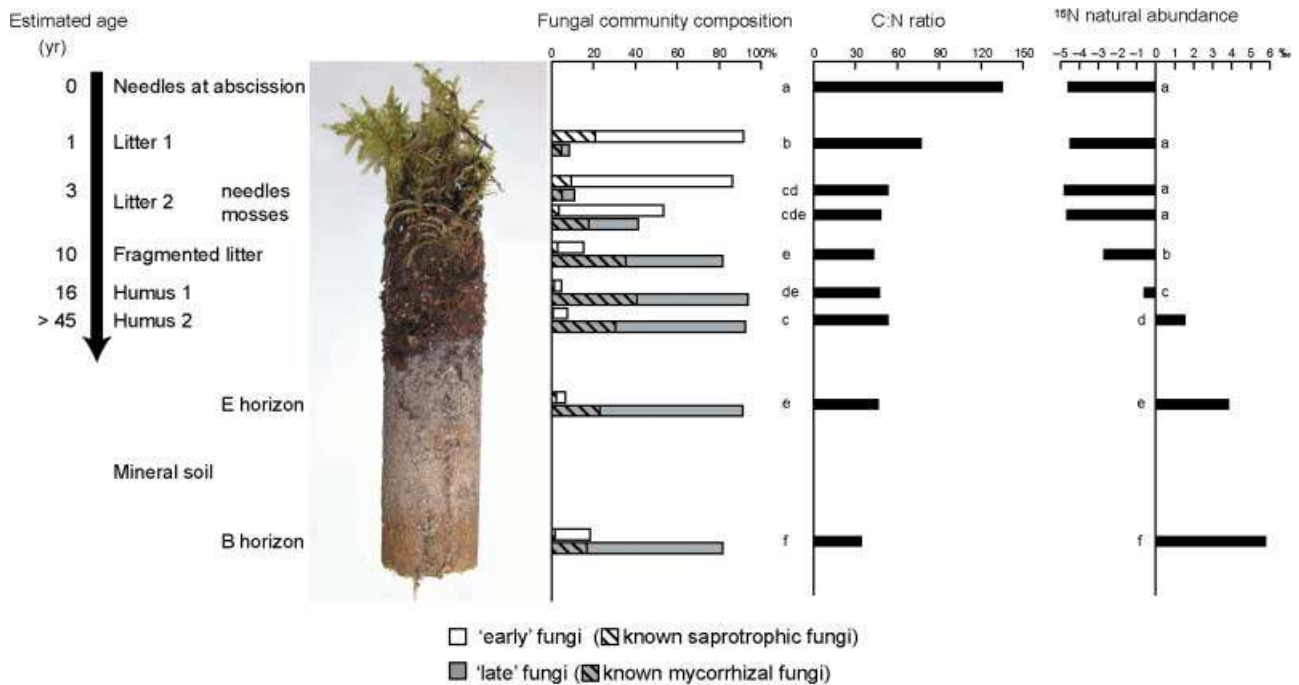 Estimated age
(yr)
Fungal community composition
C:N ratio
¹⁵N natural abundance
0 20 40 60 80 100%
0 30 60 90 120 150
−5 −4 −3 −2 −1 0 1 2 3 4 5 6 ‰
0 Needles at abscission a a
1 Litter 1 b a
3 Litter 2 needles cd a
mosses cde a
10 Fragmented litter e b
16 Humus 1 de c
> 45 Humus 2 c d
E horizon e e
Mineral soil
B horizon f f
'early' fungi ( known saprotrophic fungi)
'late' fungi ( known mycorrhizal fungi)